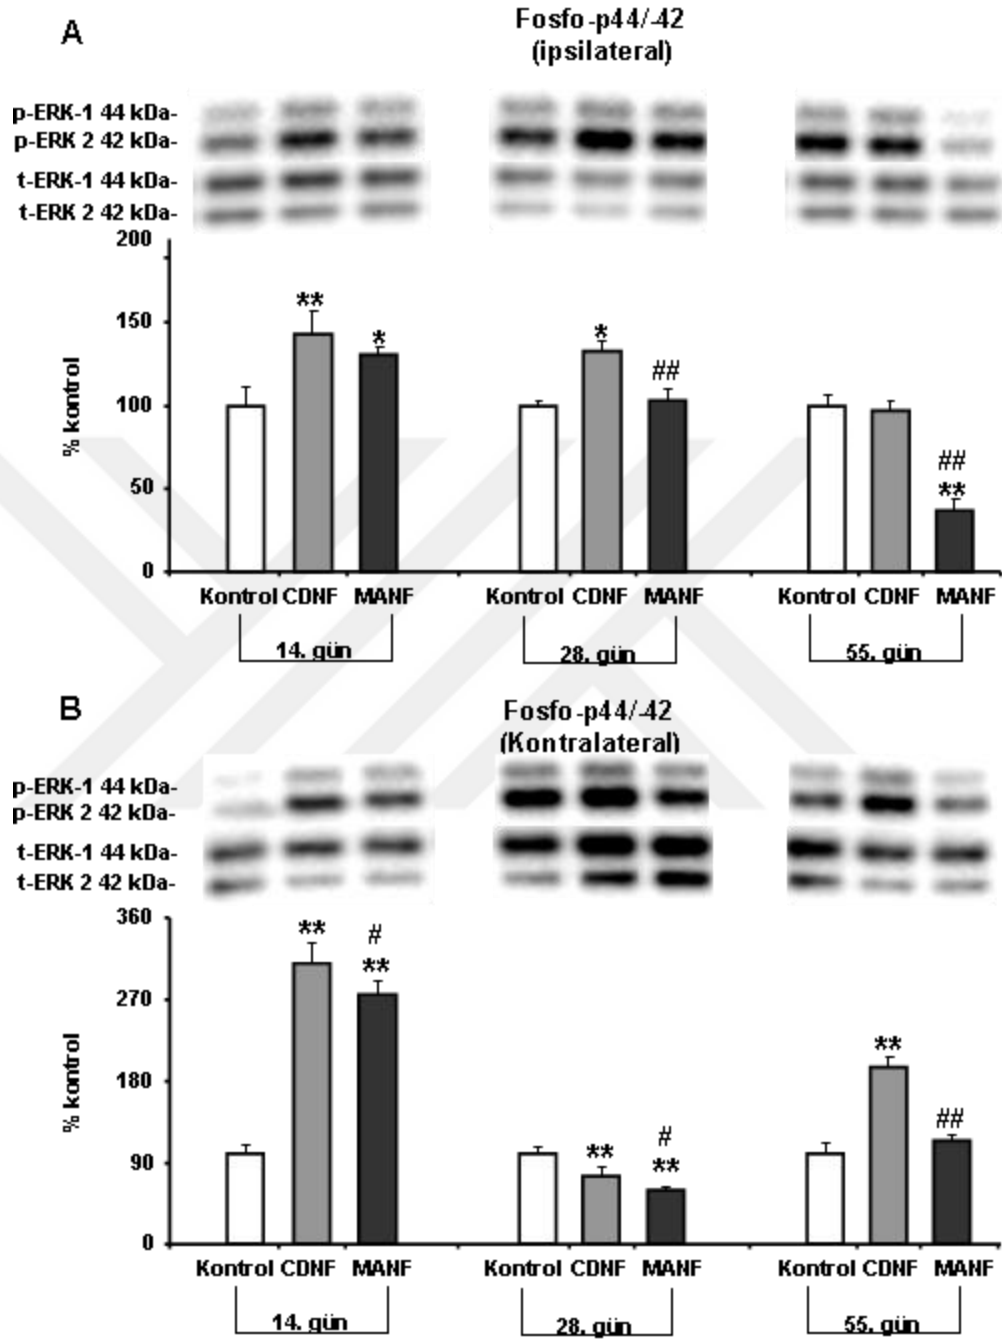 A
Fosfo-p44/-42
(ipsilateral)
p-ERK-1 44 kDa-
p-ERK 2 42 kDa-
t-ERK-1 44 kDa-
t-ERK 2 42 kDa-
200
150
100
50
0
% kontrol
** *
* ##
## **
Kontrol CDNF MANF Kontrol CDNF MANF Kontrol CDNF MANF
14. gün 28. gün 55. gün
B
Fosfo-p44/-42
(Kontralateral)
p-ERK-1 44 kDa-
p-ERK 2 42 kDa-
t-ERK-1 44 kDa-
t-ERK 2 42 kDa-
360
270
180
90
0
% kontrol
** # **
** # **
** ##
Kontrol CDNF MANF Kontrol CDNF MANF Kontrol CDNF MANF
14. gün 28. gün 55. gün